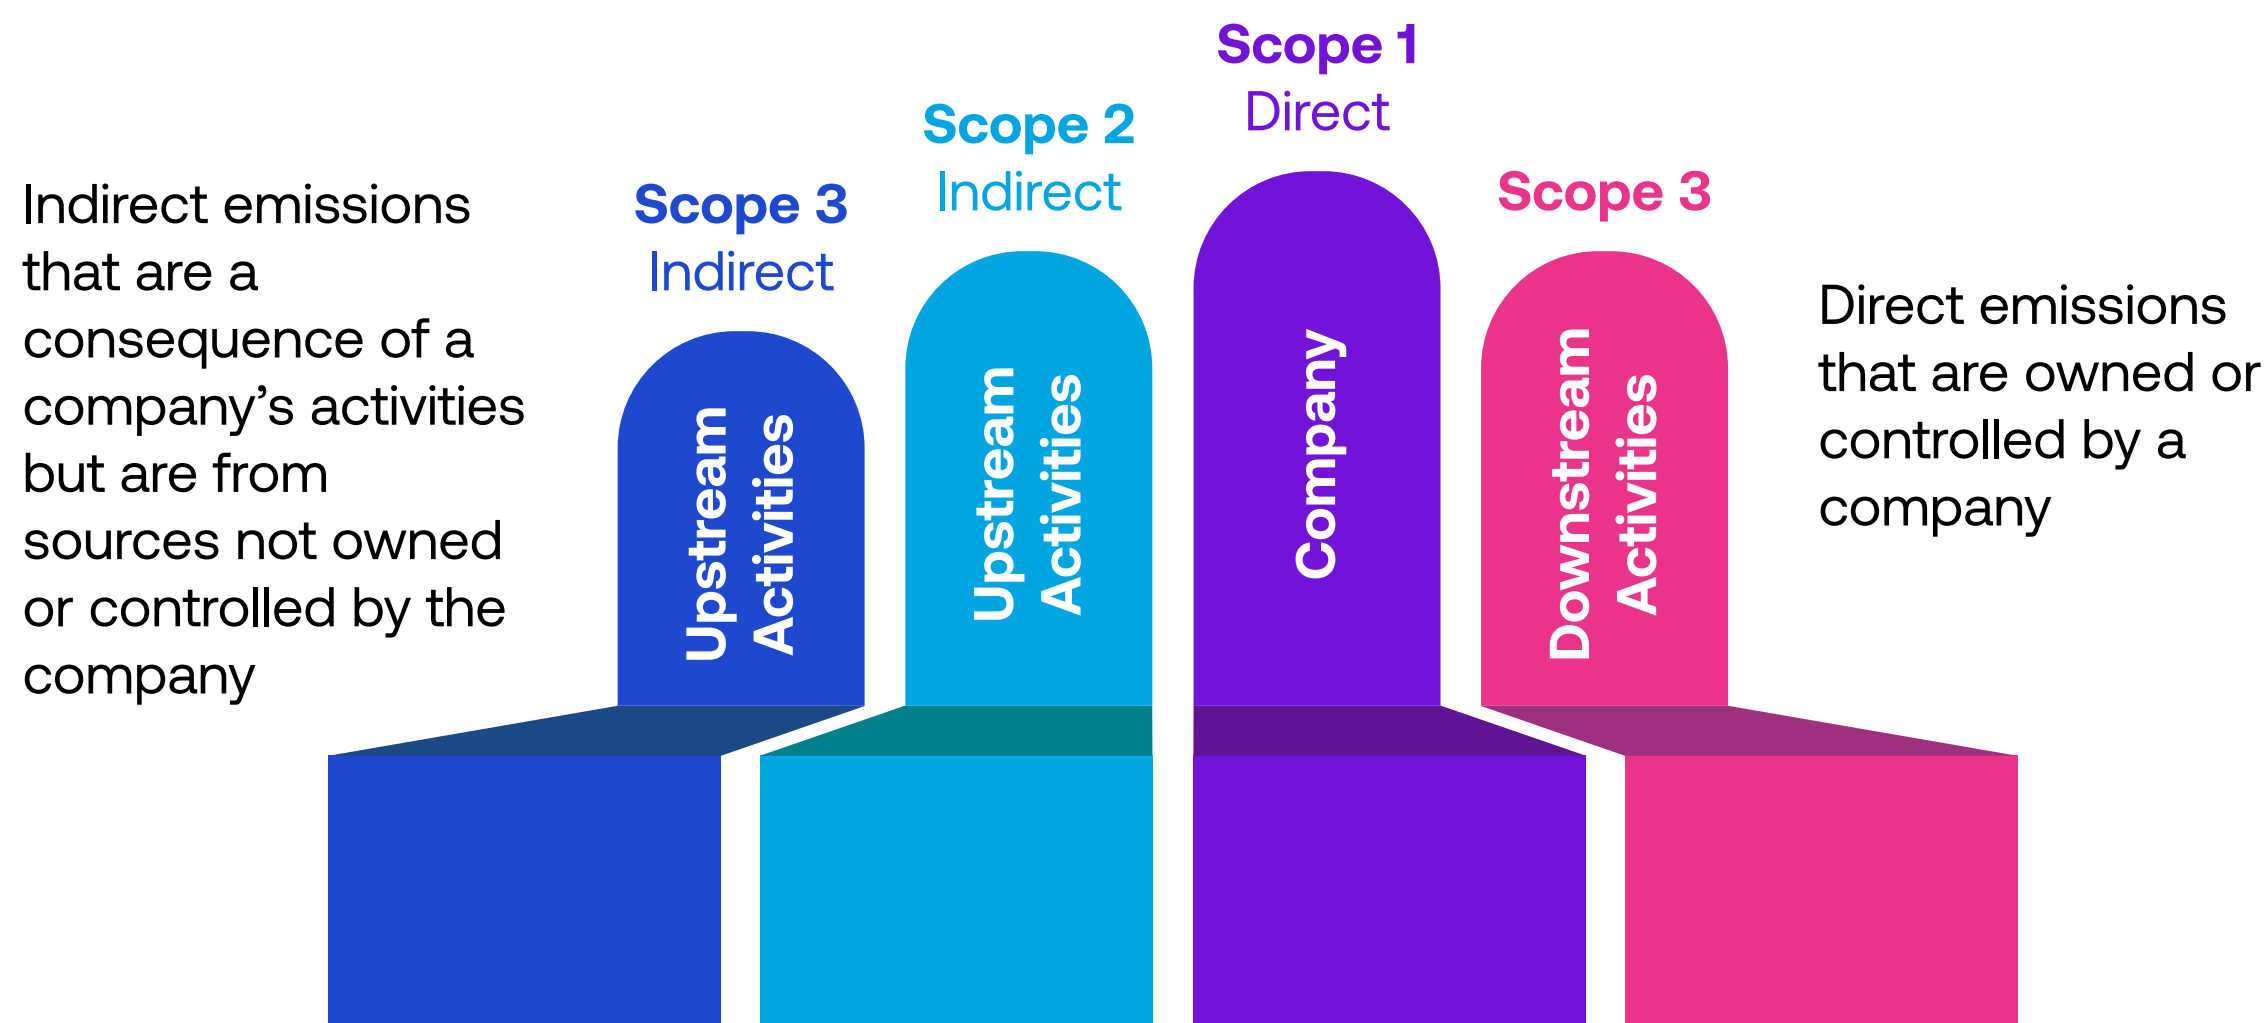 Indirect emissions
that are a
consequence of a
company’s activities
but are from
sources not owned
or controlled by the
company
Scope 3
Indirect
Upstream
Activities
Scope 2
Indirect
Upstream
Activities
Scope 1
Direct
Company
Scope 3
Downstream
Activities
Direct emissions
that are owned or
controlled by a
company